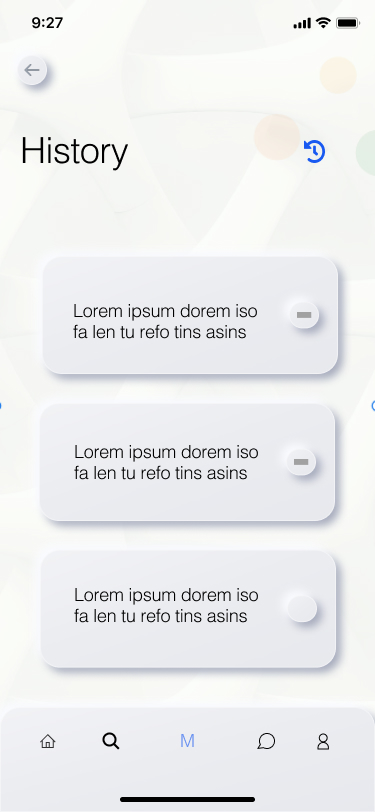 9:27
History
Lorem ipsum dorem iso
fa len tu refo tins asins
Lorem ipsum dorem iso
fa len tu refo tins asins
Lorem ipsum dorem iso
fa len tu refo tins asins
M